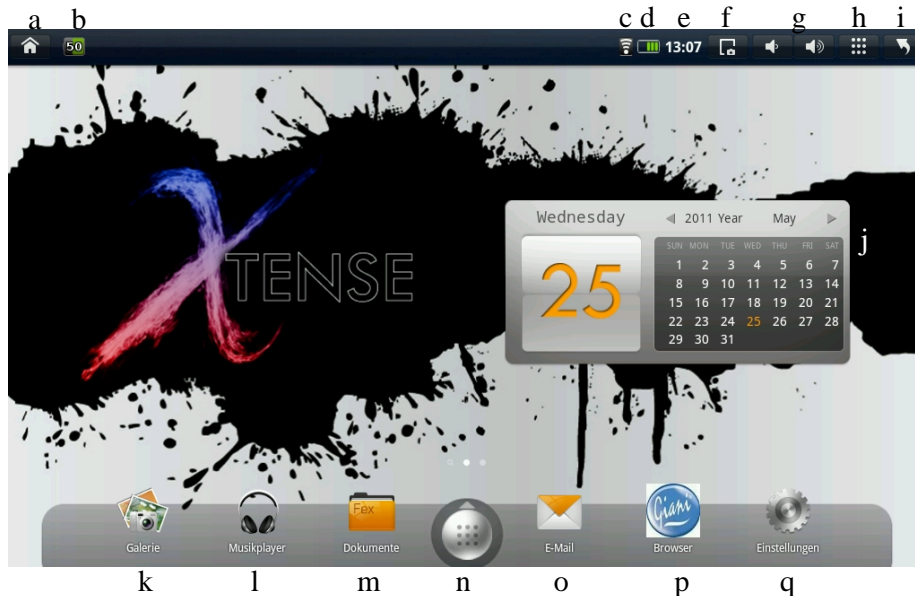 a b c d e f g h i
50 13:07
Wednesday 2011 Year May
j
SUN MON TUE WED THU FRI SAT
1 2 3 4 5 6 7
8 9 10 11 12 13 14
25
15 16 17 18 19 20 21
22 23 24 25 26 27 28
29 30 31
XTENSE
Fex
Giani
Galerie Musikplayer Dokumente E-Mail Browser Einstellungen
k l m n o p q